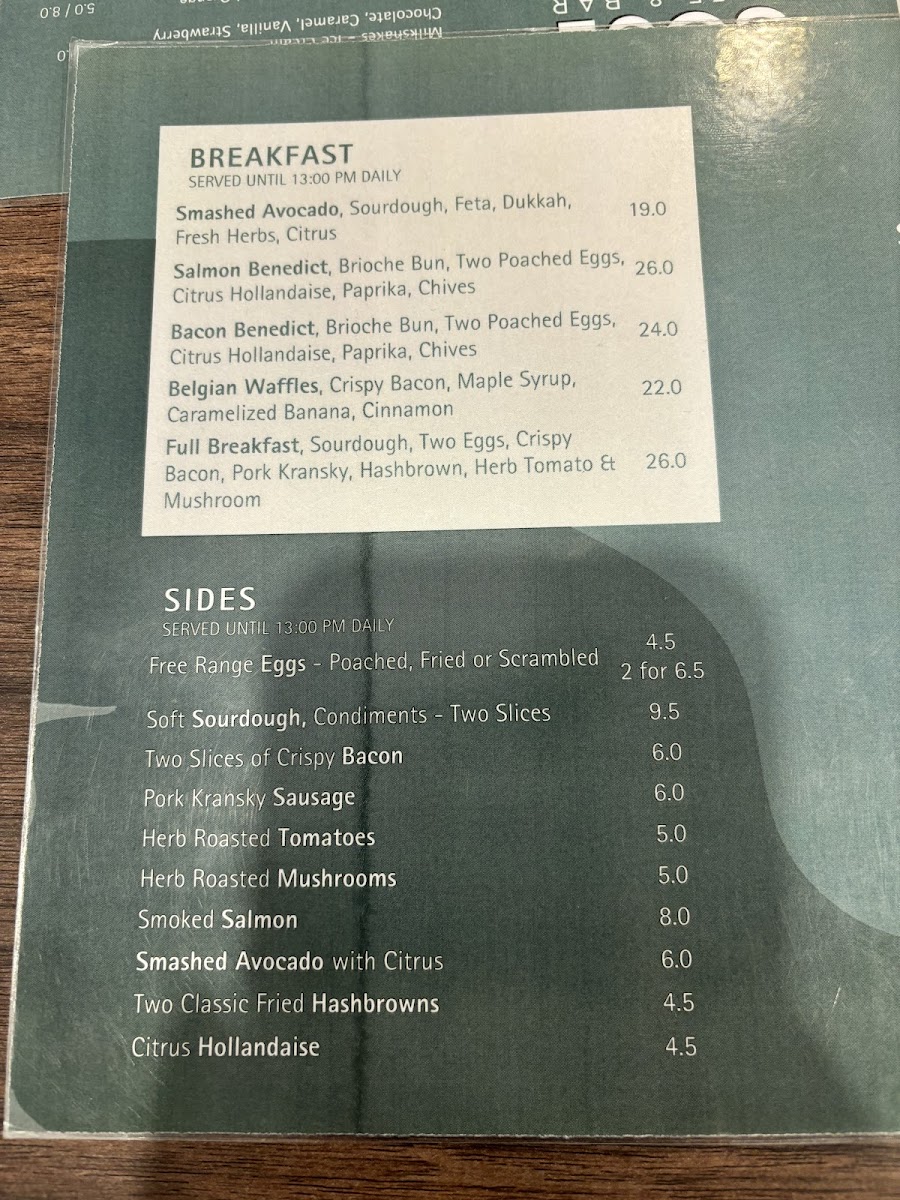 Milkshakes - Ice Cream
Chocolate, Caramel, Vanilla, Strawberry
5.0 / 8.0
& BAR
BREAKFAST
SERVED UNTIL 13:00 PM DAILY
Smashed Avocado, Sourdough, Feta, Dukkah, 19.0
Fresh Herbs, Citrus
Salmon Benedict, Brioche Bun, Two Poached Eggs, 26.0
Citrus Hollandaise, Paprika, Chives
Bacon Benedict, Brioche Bun, Two Poached Eggs, 24.0
Citrus Hollandaise, Paprika, Chives
Belgian Waffles, Crispy Bacon, Maple Syrup, 22.0
Caramelized Banana, Cinnamon
Full Breakfast, Sourdough, Two Eggs, Crispy
Bacon, Pork Kransky, Hashbrown, Herb Tomato & 26.0
Mushroom
SIDES
SERVED UNTIL 13:00 PM DAILY
Free Range Eggs - Poached, Fried or Scrambled 4.5
2 for 6.5
Soft Sourdough, Condiments - Two Slices 9.5
Two Slices of Crispy Bacon 6.0
Pork Kransky Sausage 6.0
Herb Roasted Tomatoes 5.0
Herb Roasted Mushrooms 5.0
Smoked Salmon 8.0
Smashed Avocado with Citrus 6.0
Two Classic Fried Hashbrowns 4.5
Citrus Hollandaise 4.5